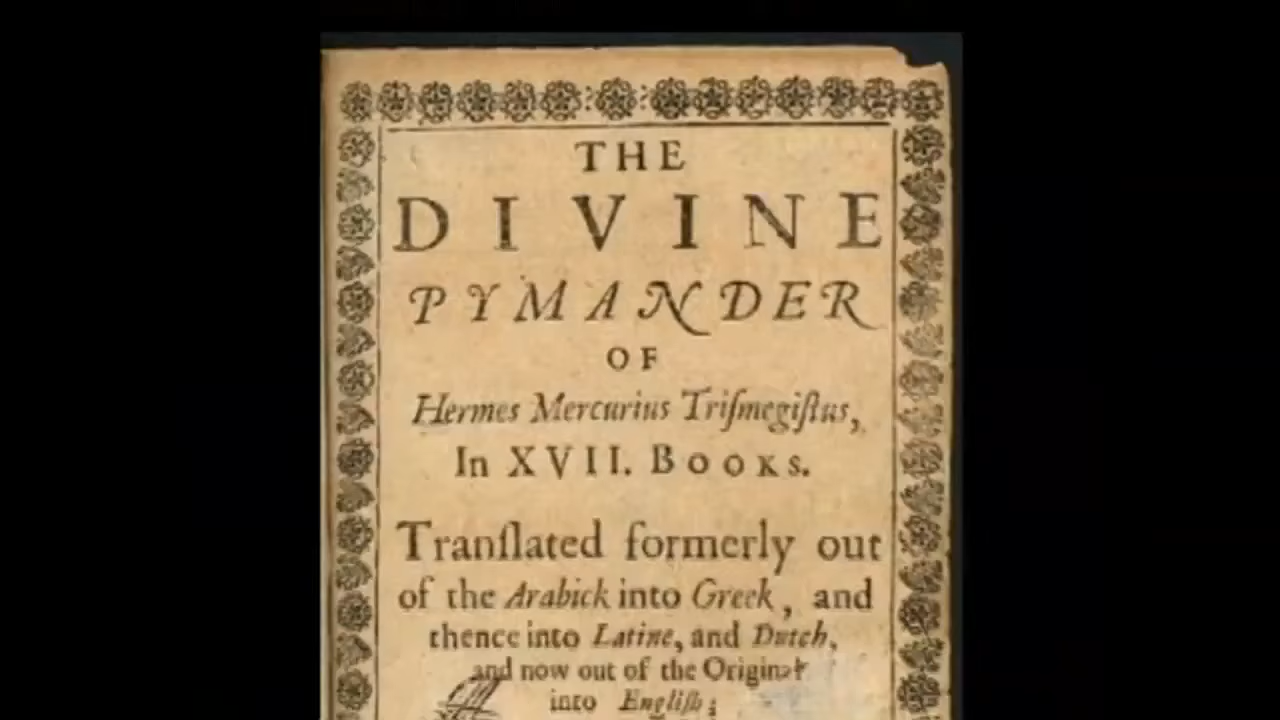 THE
DIVINE
PYMANDER
OF
Hermes Mercurius Triſmegiſtus,
In XVII. Books.
Tranſlated formerly out
of the Arabick into Greek, and
thence into Latine, and Dutch,
and now out of the Original
into Engliſh;